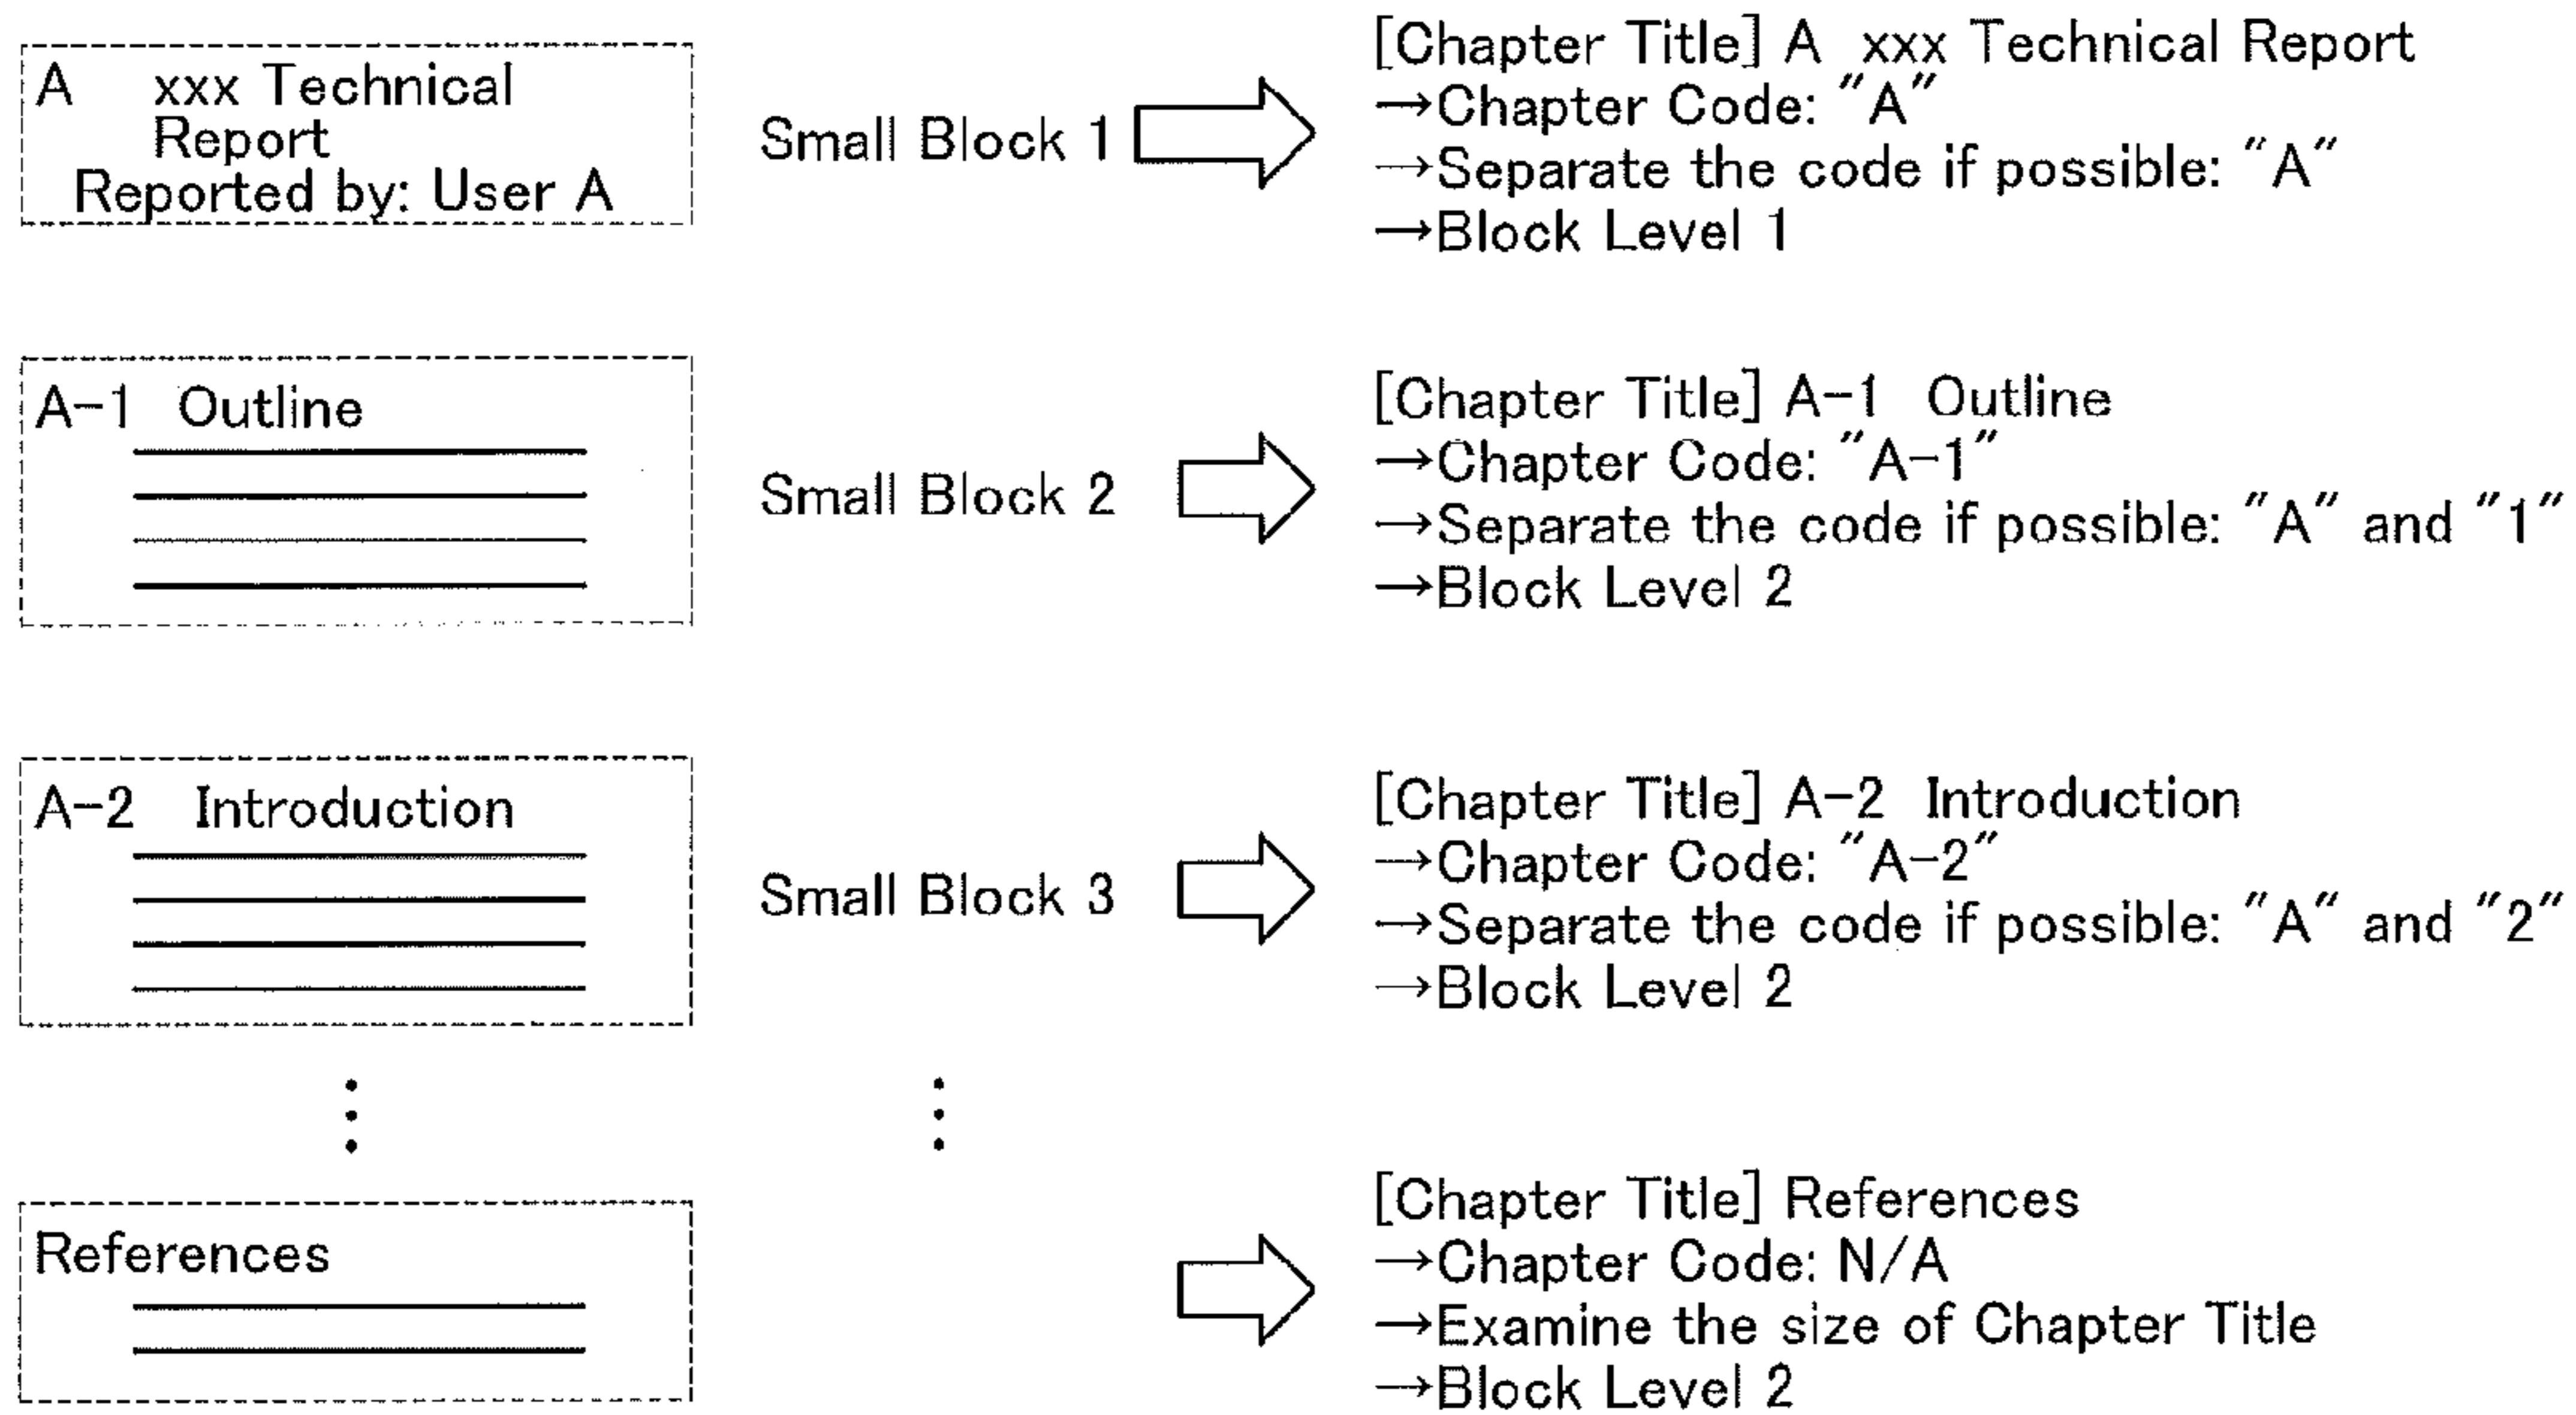 A xxx Technical
Report
Reported by: User A
Small Block 1
[Chapter Title] A xxx Technical Report
→Chapter Code: "A"
→Separate the code if possible: "A"
→Block Level 1
A-1 Outline
Small Block 2
[Chapter Title] A-1 Outline
→Chapter Code: "A-1"
→Separate the code if possible: "A" and "1"
→Block Level 2
A-2 Introduction
Small Block 3
[Chapter Title] A-2 Introduction
→Chapter Code: "A-2"
→Separate the code if possible: "A" and "2"
→Block Level 2
References
[Chapter Title] References
→Chapter Code: N/A
→Examine the size of Chapter Title
→Block Level 2